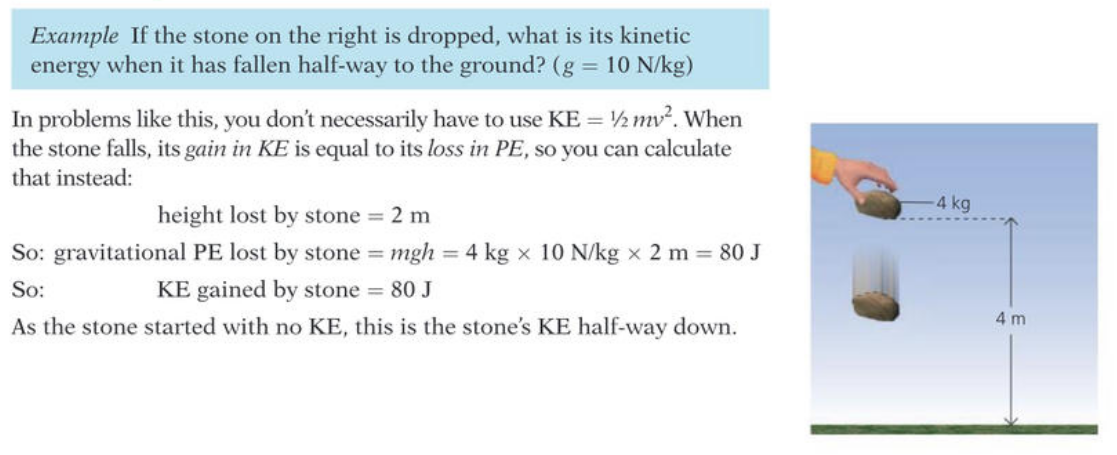 Example If the stone on the right is dropped, what is its kinetic
energy when it has fallen half-way to the ground? (g = 10 N/kg)
In problems like this, you don't necessarily have to use KE = ½ mv². When
the stone falls, its gain in KE is equal to its loss in PE, so you can calculate
that instead:
height lost by stone = 2 m
So: gravitational PE lost by stone = mgh = 4 kg × 10 N/kg × 2 m = 80 J
So: KE gained by stone = 80 J
As the stone started with no KE, this is the stone's KE half-way down.
4 kg
4 m